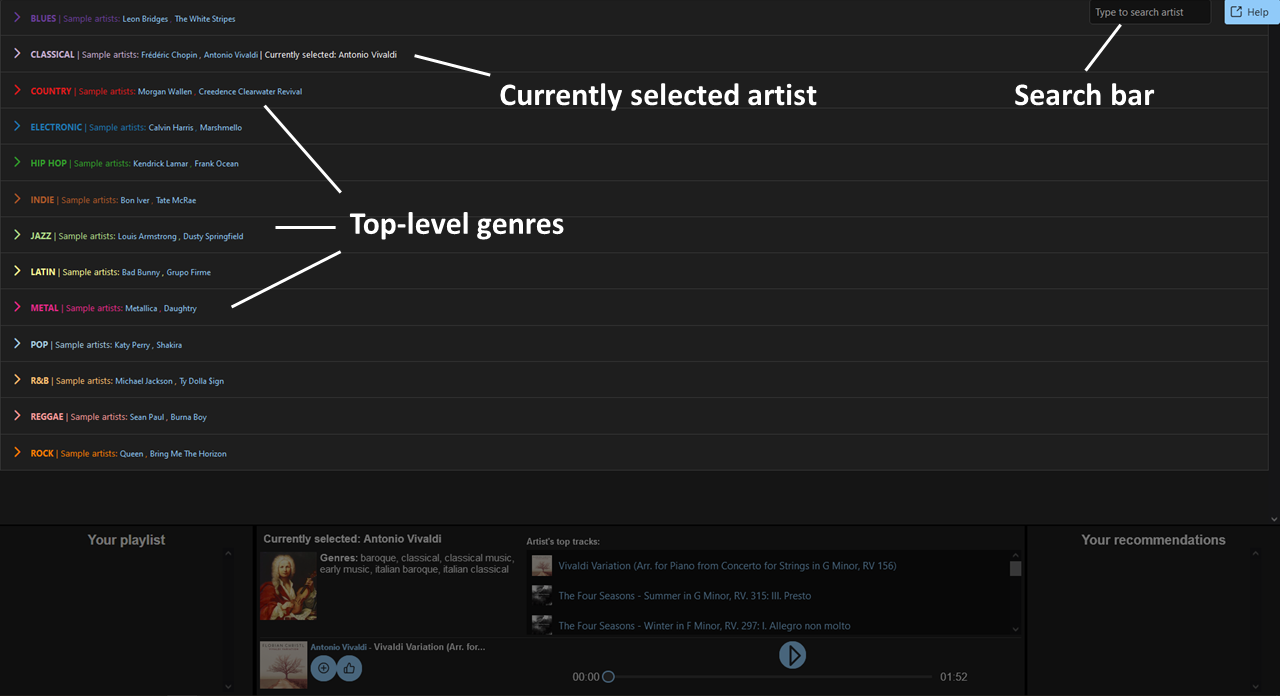 BLUES | Sample artists: Leon Bridges , The White Stripes
Type to search artist
Help
CLASSICAL | Sample artists: Frédéric Chopin , Antonio Vivaldi | Currently selected: Antonio Vivaldi
Currently selected artist
Search bar
COUNTRY | Sample artists: Morgan Wallen , Creedence Clearwater Revival
ELECTRONIC | Sample artists: Calvin Harris , Marshmello
HIP HOP | Sample artists: Kendrick Lamar , Frank Ocean
INDIE | Sample artists: Bon Iver , Tate McRae
Top-level genres
JAZZ | Sample artists: Louis Armstrong , Dusty Springfield
LATIN | Sample artists: Bad Bunny , Grupo Firme
METAL | Sample artists: Metallica , Daughtry
POP | Sample artists: Katy Perry , Shakira
R&B | Sample artists: Michael Jackson , Ty Dolla $ign
REGGAE | Sample artists: Sean Paul , Burna Boy
ROCK | Sample artists: Queen , Bring Me The Horizon
Your playlist
Currently selected: Antonio Vivaldi
Genres: baroque, classical, classical music,
early music, italian baroque, italian classical
Artist's top tracks:
Vivaldi Variation (Arr. for Piano from Concerto for Strings in G Minor, RV 156)
The Four Seasons - Summer in G Minor, RV. 315: III. Presto
The Four Seasons - Winter in F Minor, RV. 297: I. Allegro non molto
Antonio Vivaldi - Vivaldi Variation (Arr. for...
00:00
01:52
Your recommendations